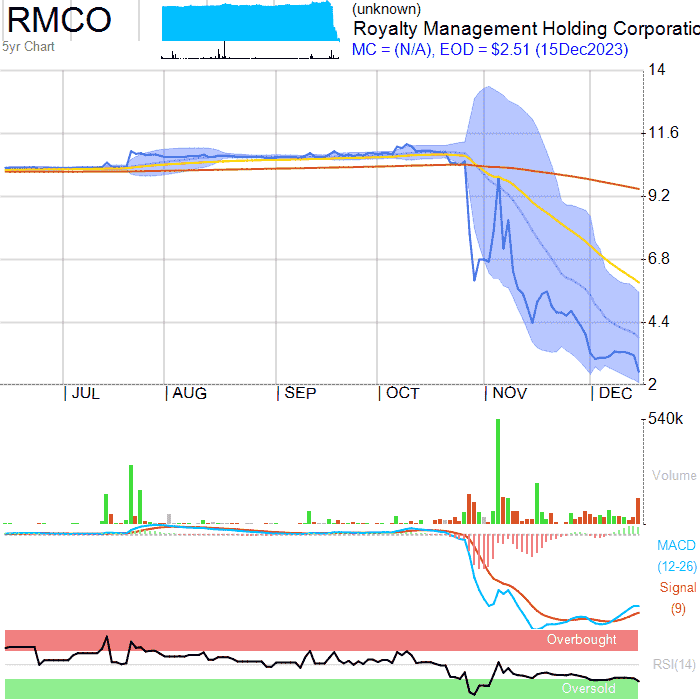 RMCO
5yr Chart
(unknown)
Royalty Management Holding Corporatio
MC = (N/A), EOD = $2.51 (15Dec2023)
14
11.6
9.2
6.8
4.4
2
JUL AUG SEP OCT NOV DEC
540k
Volume
MACD
(12-26)
Signal
(9)
Overbought
RSI(14)
Oversold